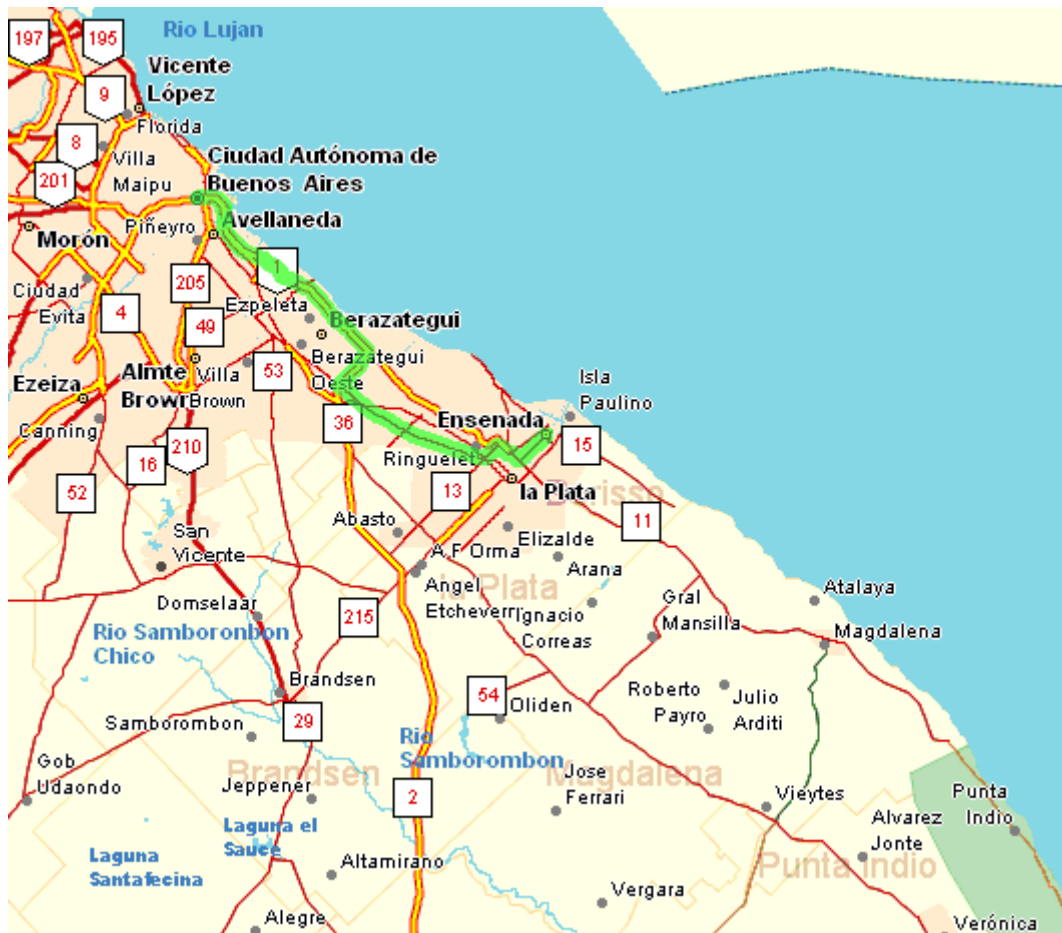 197
195
Rio Lujan
Vicente
López
9
Florida
8
Villa
Maipu
201
Ciudad Autónoma de
Buenos Aires
Piñeyro
Avellaneda
Morón
1
205
Ciudad
Evita
4
Ezpeleta
49
Berazategui
Berazategui
Oeste
53
Villa
Brown
Almte
Brown
Ezeiza
Canning
Isla
Paulino
Ensenada
36
15
Ringuelet
210
16
13
52
la Plata
Berisso
11
San
Vicente
Abasto
Elizalde
A.F Orma
Arana
la Plata
Angel
Etcheverry
Ignacio
Correas
Gral
Mansilla
Atalaya
Magdalena
Domselaar
215
Rio Samboronbon
Chico
Brandsen
54
Oliden
Roberto
Payro
Julio
Arditi
Samborombon
29
Rio
Samborombon
Gob
Udaondo
Brandsen
Magdalena
Jeppener
2
Jose
Ferrari
Vieytes
Punta
Indio
Alvarez
Jonte
Laguna el
Sauce
Laguna
Santafecina
Altamirano
Punta Indio
Vergara
Alegre
Verónica